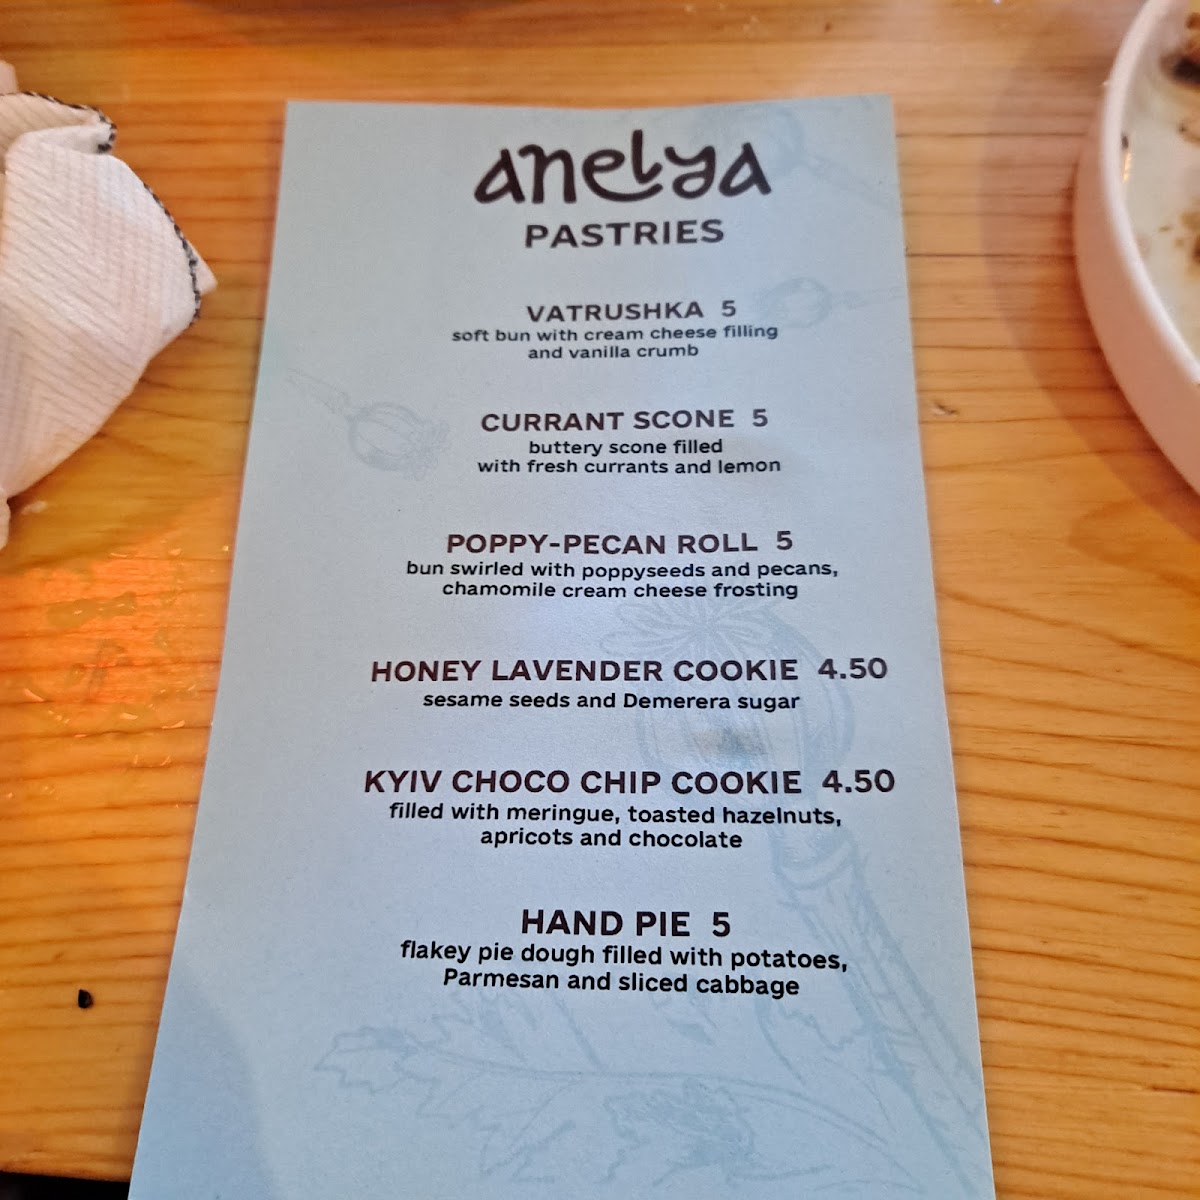 anelya
PASTRIES
VATRUSHKA 5
soft bun with cream cheese filling
and vanilla crumb
CURRANT SCONE 5
buttery scone filled
with fresh currants and lemon
POPPY-PECAN ROLL 5
bun swirled with poppyseeds and pecans,
chamomile cream cheese frosting
HONEY LAVENDER COOKIE 4.50
sesame seeds and Demerera sugar
KYIV CHOCO CHIP COOKIE 4.50
filled with meringue, toasted hazelnuts,
apricots and chocolate
HAND PIE 5
flakey pie dough filled with potatoes,
Parmesan and sliced cabbage